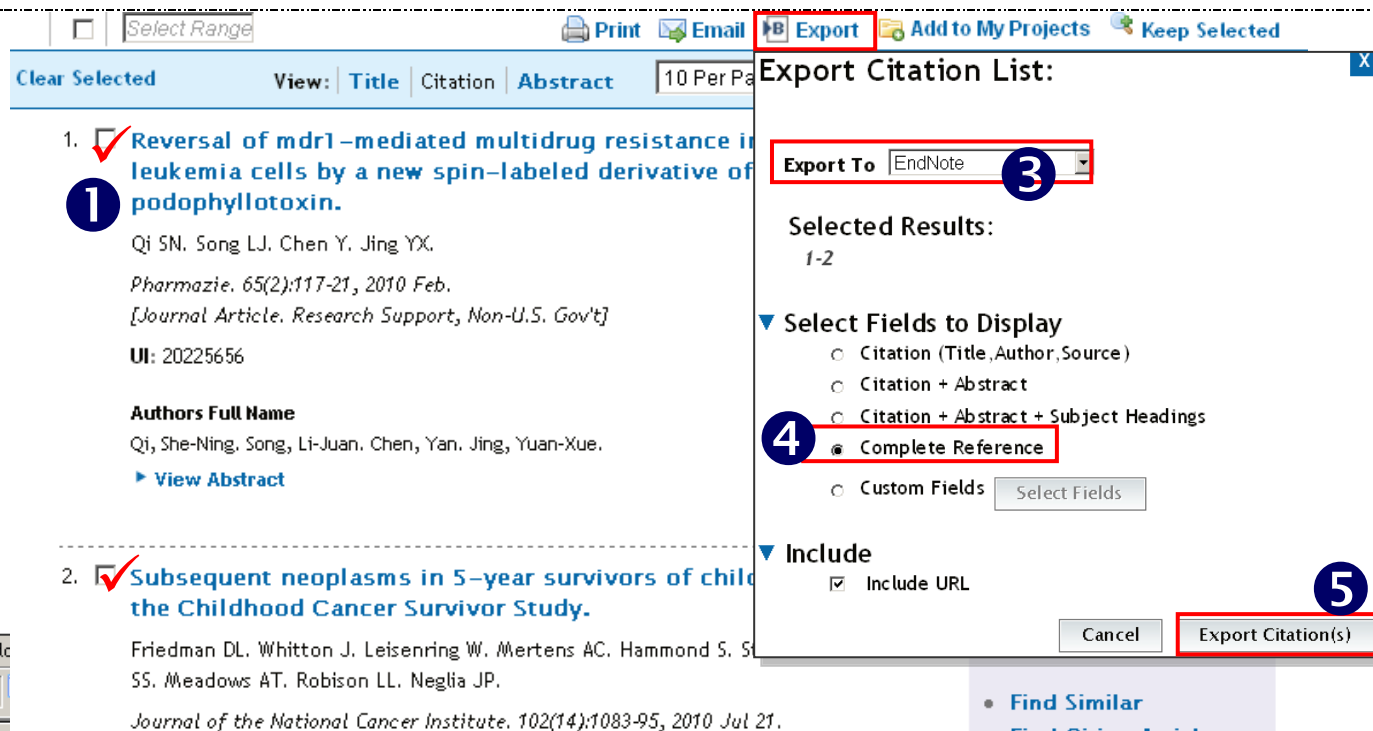 Select Range
Print Email Export Add to My Projects Keep Selected
Clear Selected View: Title Citation Abstract 10 Per Pa
1. Reversal of mdr1-mediated multidrug resistance i
leukemia cells by a new spin-labeled derivative of
podophyllotoxin.
1
Qi SN. Song LJ. Chen Y. Jing YX.
Pharmazie. 65(2):117-21, 2010 Feb.
[Journal Article. Research Support, Non-U.S. Gov't]
UI: 20225656
Authors Full Name
Qi, She-Ning. Song, Li-Juan. Chen, Yan. Jing, Yuan-Xue.
View Abstract
2. Subsequent neoplasms in 5-year survivors of chil
the Childhood Cancer Survivor Study.
Friedman DL. Whitton J. Leisenring W. Mertens AC. Hammond S. S
SS. Meadows AT. Robison LL. Neglia JP.
Journal of the National Cancer Institute. 102(14):1083-95, 2010 Jul 21.
Export Citation List:
X
Export To EndNote
3
Selected Results:
1-2
Select Fields to Display
Citation (Title,Author,Source)
Citation + Abstract
Citation + Abstract + Subject Headings
4
Complete Reference
Custom Fields Select Fields
Include
Include URL
5
Cancel Export Citation(s)
Find Similar